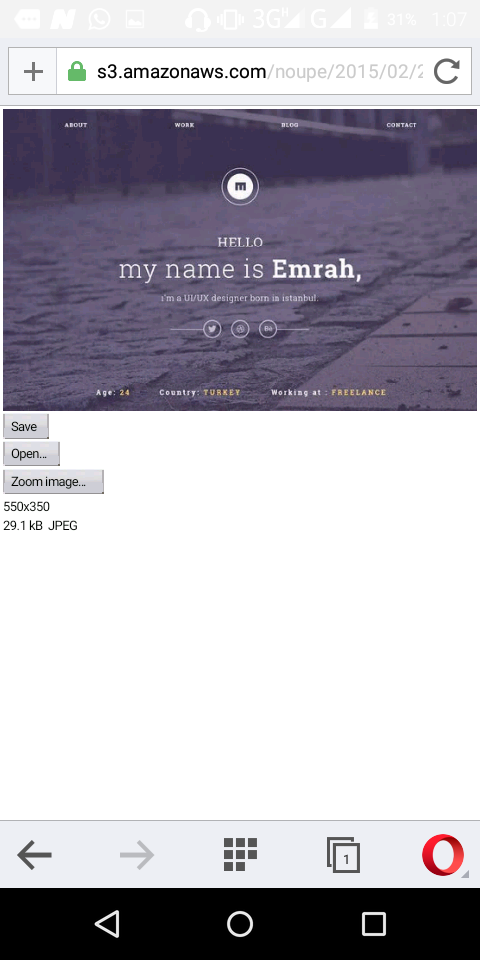 3G H G 31% 1:07
s3.amazonaws.com/noupe/2015/02/2
ABOUT WORK BLOG CONTACT
m
HELLO
my name is Emrah,
i'm a UI/UX designer born in istanbul.
Bē
Age: 24 Country: TURKEY Working at : FREELANCE
Save
Open...
Zoom image...
550x350
29.1 kB JPEG
1